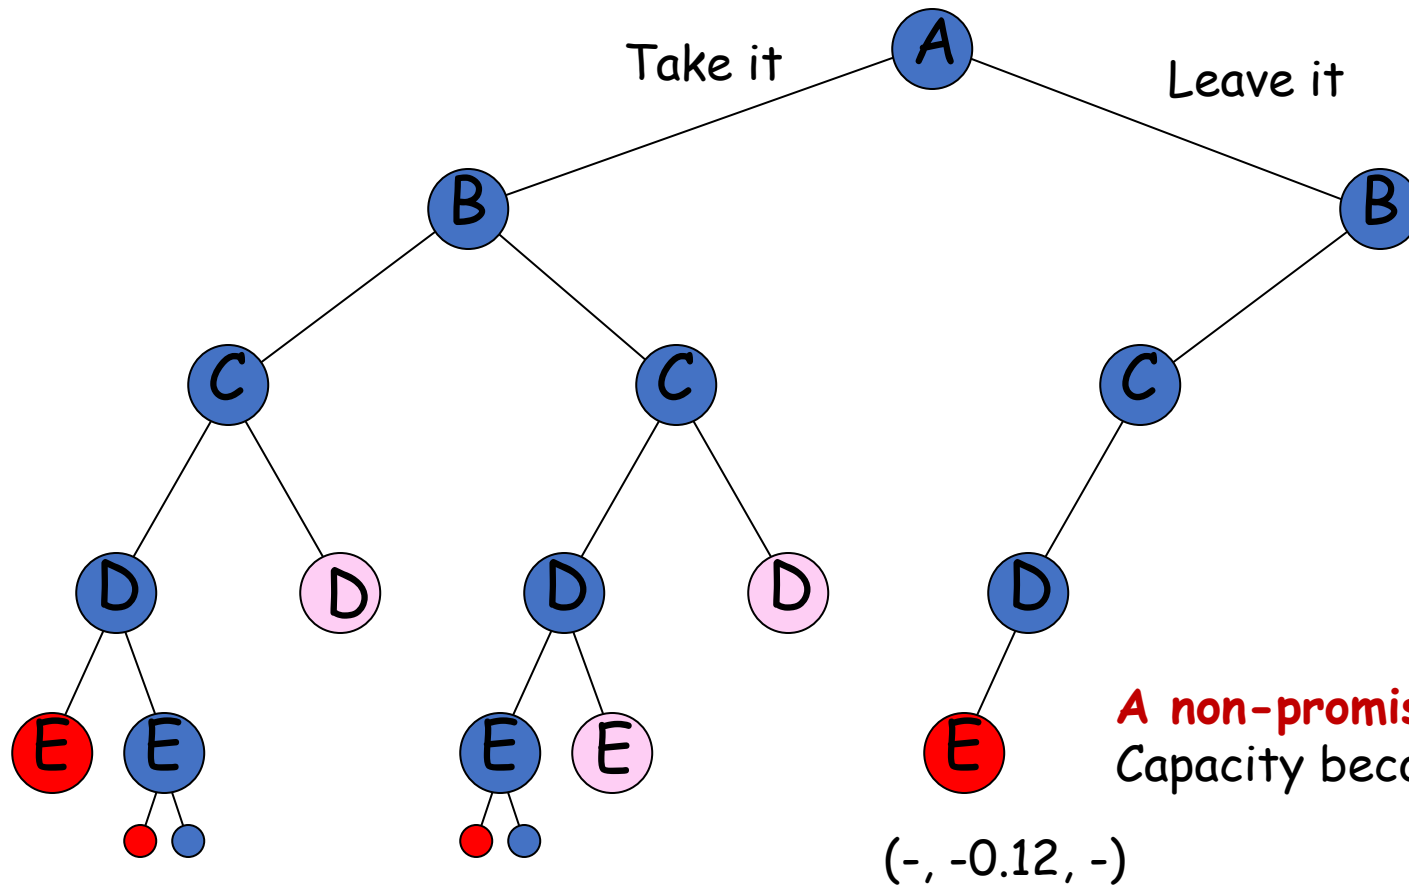 A
Take it
Leave it
B
B
C
C
C
D
D
D
D
D
A non-promis
E
E
E
E
E
Capacity beco
(-, -0.12, -)